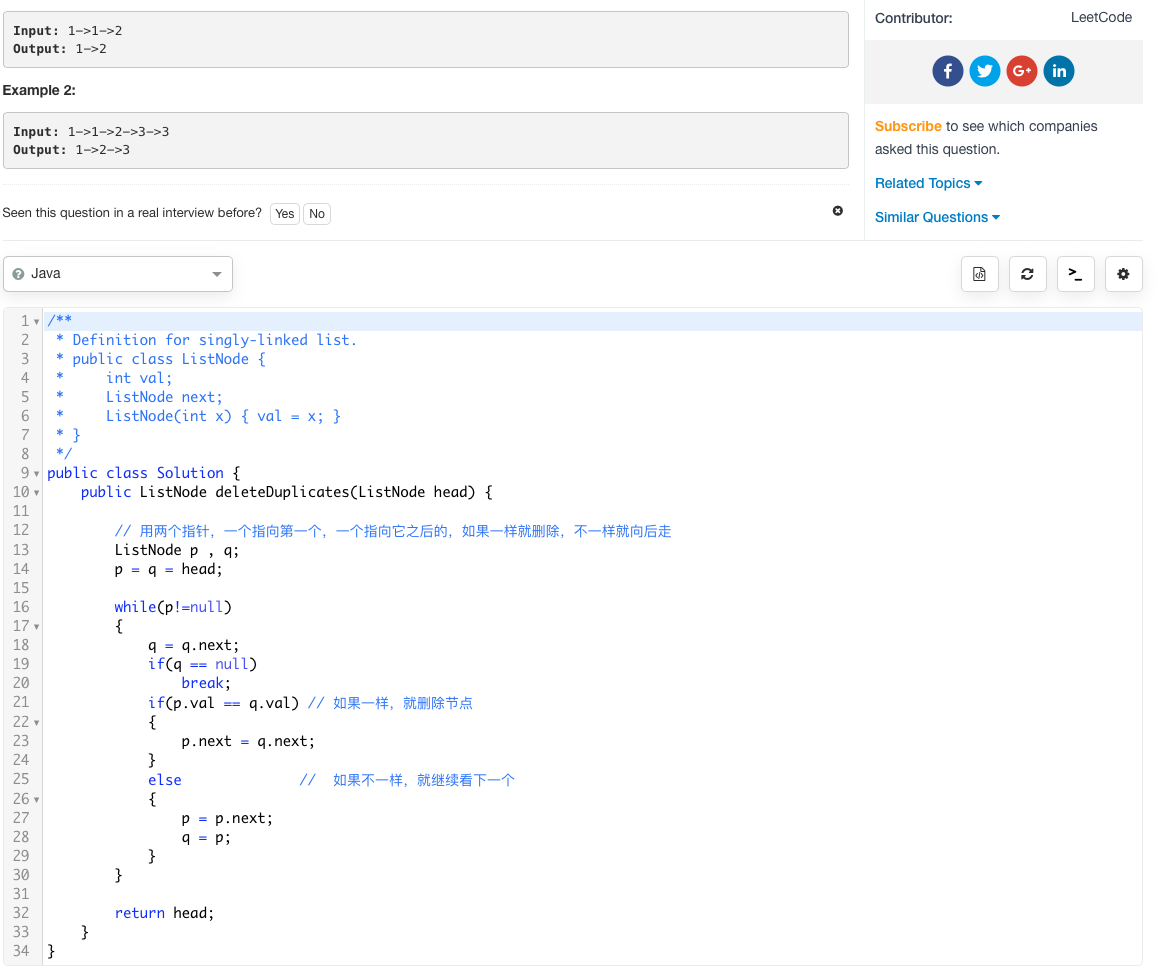 Input: 1->1->2
Output: 1->2
Example 2:
Input: 1->1->2->3->3
Output: 1->2->3
Seen this question in a real interview before? Yes No
Contributor: LeetCode
Subscribe to see which companies
asked this question.
Related Topics
Similar Questions
Java
1 /**
2  * Definition for singly-linked list.
3  * public class ListNode {
4  *     int val;
5  *     ListNode next;
6  *     ListNode(int x) { val = x; }
7  * }
8  */
9 public class Solution {
10     public ListNode deleteDuplicates(ListNode head) {
11
12         // 用两个指针，一个指向第一个，一个指向它之后的，如果一样就删除，不一样就向后走
13         ListNode p , q;
14         p = q = head;
15
16         while(p!=null)
17         {
18             q = q.next;
19             if(q == null)
20                 break;
21             if(p.val == q.val) // 如果一样，就删除节点
22             {
23                 p.next = q.next;
24             }
25             else              //  如果不一样，就继续看下一个
26             {
27                 p = p.next;
28                 q = p;
29             }
30         }
31
32         return head;
33     }
34 }